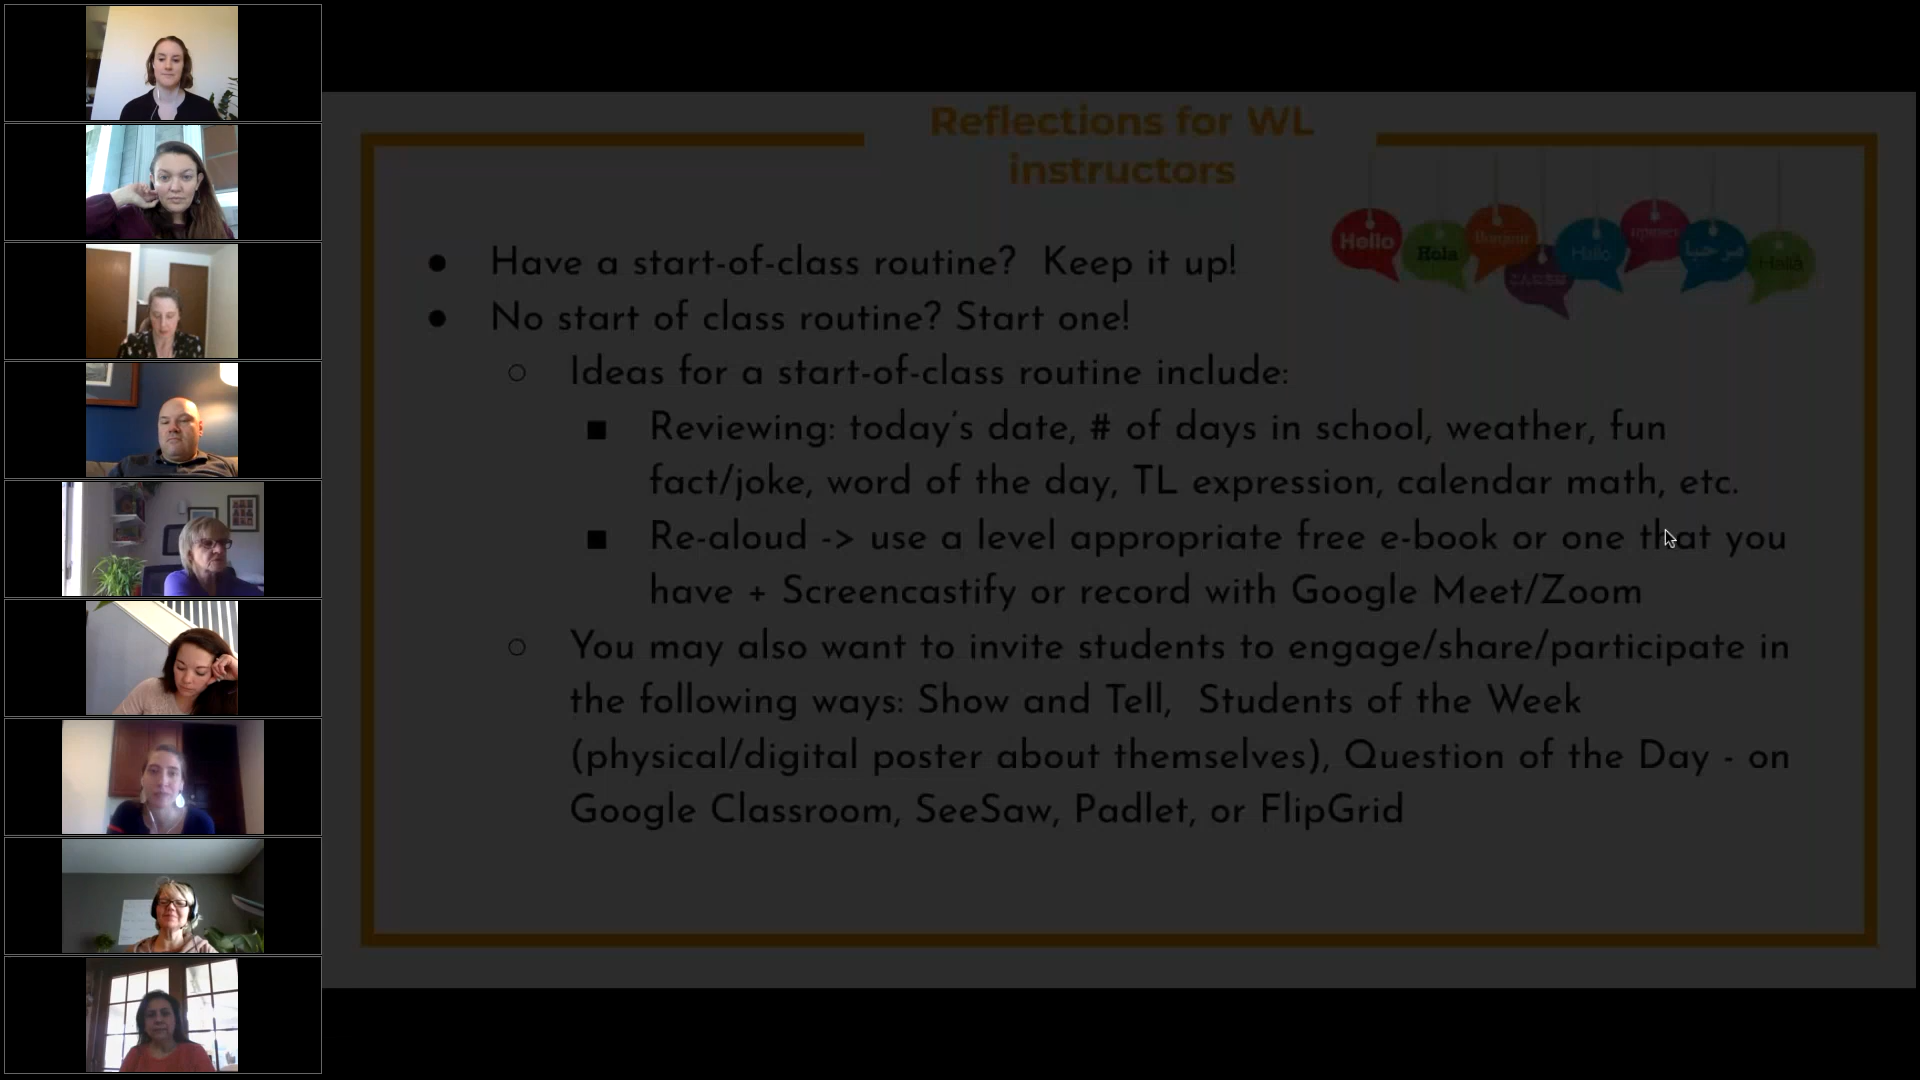 Reflections for WL
instructors
Hello
Hola
Bonjour
Hallo
مرحبا
Hallå
● Have a start-of-class routine?  Keep it up!
● No start of class routine? Start one!
○ Ideas for a start-of-class routine include:
■ Reviewing: today's date, # of days in school, weather, fun
fact/joke, word of the day, TL expression, calendar math, etc.
■ Re-aloud -> use a level appropriate free e-book or one that you
have + Screencastify or record with Google Meet/Zoom
○ You may also want to invite students to engage/share/participate in
the following ways: Show and Tell,  Students of the Week
(physical/digital poster about themselves), Question of the Day - on
Google Classroom, SeeSaw, Padlet, or FlipGrid